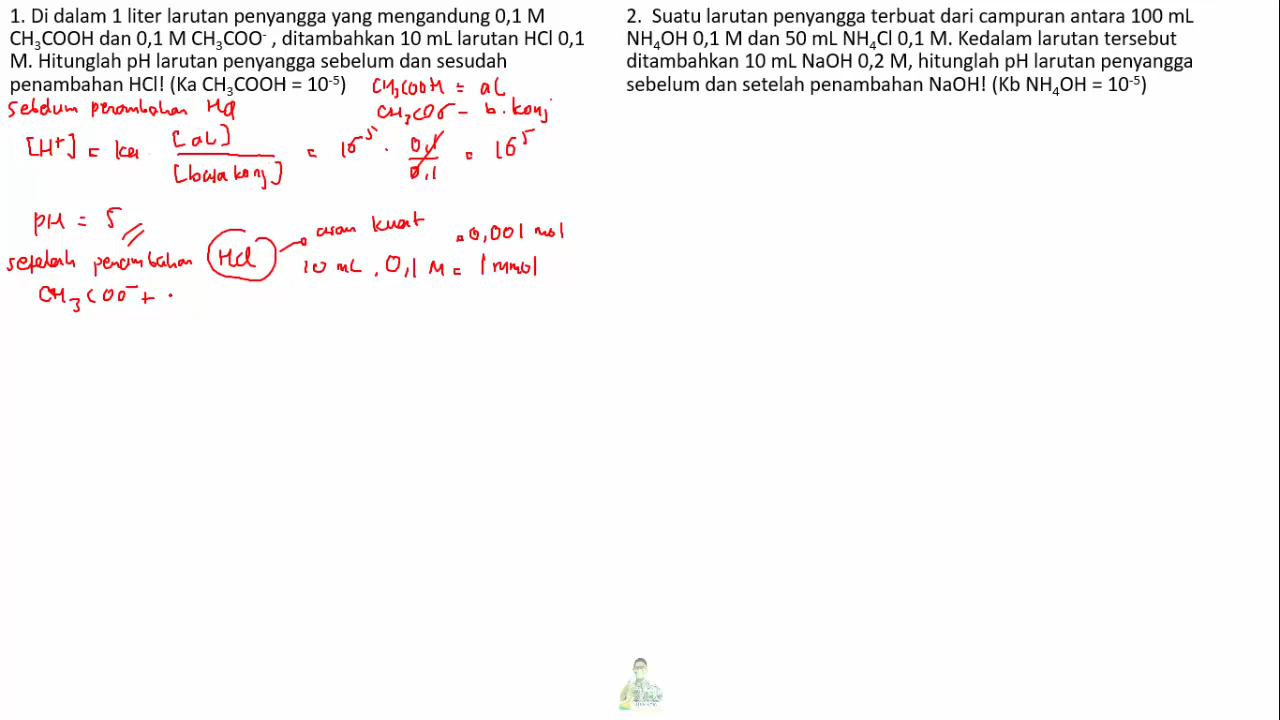 1. Di dalam 1 liter larutan penyangga yang mengandung 0,1 M
CH₃COOH dan 0,1 M CH₃COO⁻ , ditambahkan 10 mL larutan HCl 0,1
M. Hitunglah pH larutan penyangga sebelum dan sesudah
penambahan HCl! (Ka CH₃COOH = 10⁻⁵)
CH₃COOH = aL
CH₃COO⁻ - b. konj
sebelum penambahan HCl
[H⁺] = ka . [aL] / [basa konj] = 10⁻⁵ . 0,1 / 0,1 = 10⁻⁵
pH = 5
setelah penambahan HCl
asam kuat
10 mL . 0,1 M = 1 mmol
= 0,001 mol
CH₃COO⁻ +
2. Suatu larutan penyangga terbuat dari campuran antara 100 mL
NH₄OH 0,1 M dan 50 mL NH₄Cl 0,1 M. Kedalam larutan tersebut
ditambahkan 10 mL NaOH 0,2 M, hitunglah pH larutan penyangga
sebelum dan setelah penambahan NaOH! (Kb NH₄OH = 10⁻⁵)